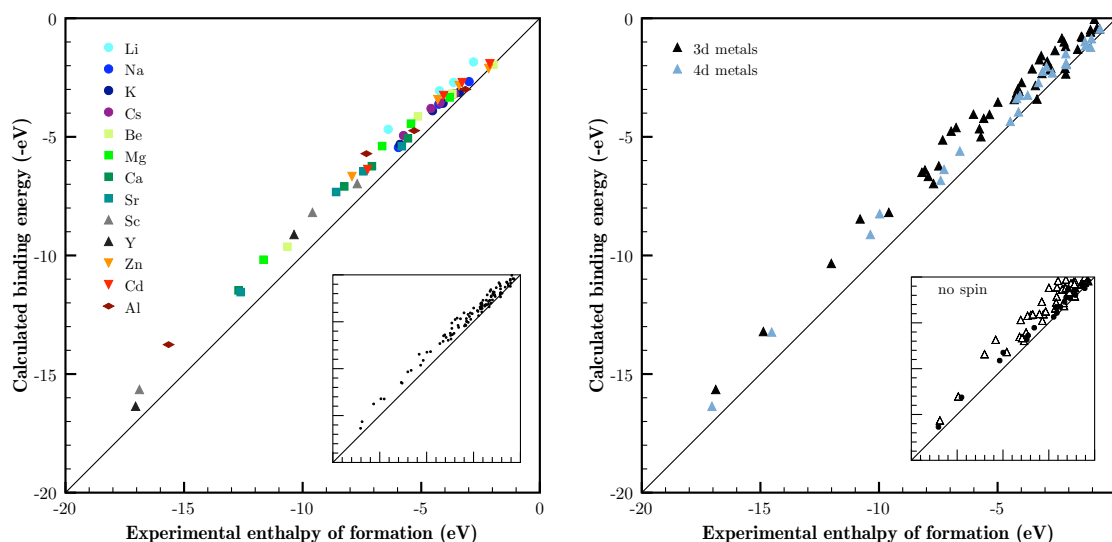 Calculated binding energy (-eV)
0
-5
-10
-15
-20
Li
Na
K
Cs
Be
Mg
Ca
Sr
Sc
Y
Zn
Cd
Al
-20
-15
-10
-5
0
Experimental enthalpy of formation (eV)
Calculated binding energy (-eV)
0
-5
-10
-15
-20
3d metals
4d metals
no spin
-20
-15
-10
-5
Experimental enthalpy of formation (eV)